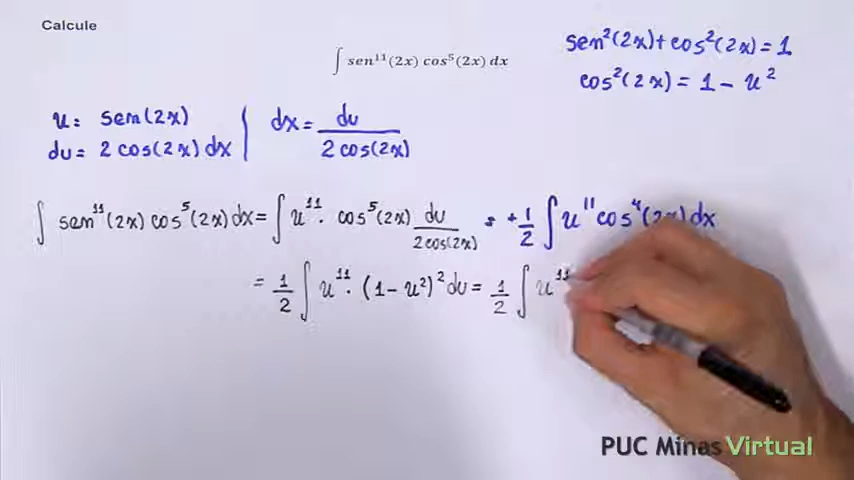 Calcule
∫ sen¹¹(2x) cos⁵(2x) dx
sen²(2x)+cos²(2x)=1
cos²(2x) = 1 - u²
u = sen(2x)
du = 2 cos(2x) dx
dx = du / 2 cos(2x)
∫ sen¹¹(2x) cos⁵(2x) dx = ∫ u¹¹ · cos⁵(2x) du / 2cos(2x) = +1/2 ∫ u¹¹ cos⁴(2x) dx
= 1/2 ∫ u¹¹ · (1 - u²)² du = 1/2 ∫ u¹¹
PUC Minas Virtual